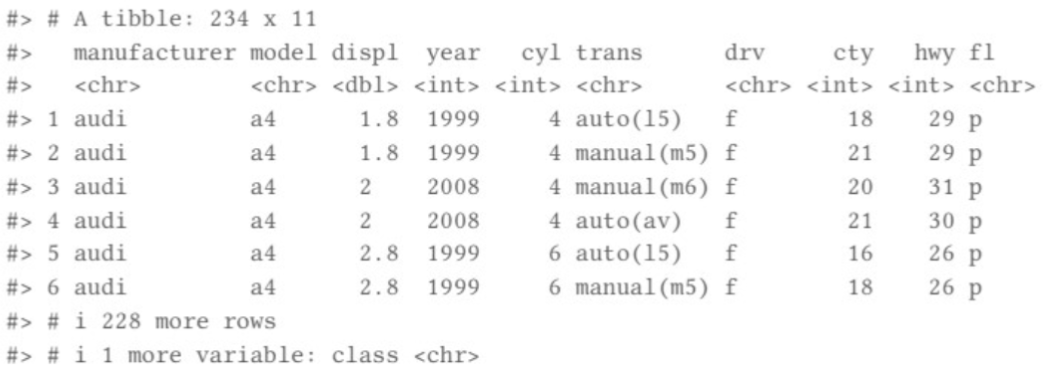 #> # A tibble: 234 x 11
#>   manufacturer model displ  year   cyl trans      drv     cty   hwy fl
#>   <chr>        <chr> <dbl> <int> <int> <chr>      <chr> <int> <int> <chr>
#> 1 audi         a4      1.8  1999     4 auto(l5)   f        18    29 p
#> 2 audi         a4      1.8  1999     4 manual(m5) f        21    29 p
#> 3 audi         a4      2    2008     4 manual(m6) f        20    31 p
#> 4 audi         a4      2    2008     4 auto(av)   f        21    30 p
#> 5 audi         a4      2.8  1999     6 auto(l5)   f        16    26 p
#> 6 audi         a4      2.8  1999     6 manual(m5) f        18    26 p
#> # i 228 more rows
#> # i 1 more variable: class <chr>